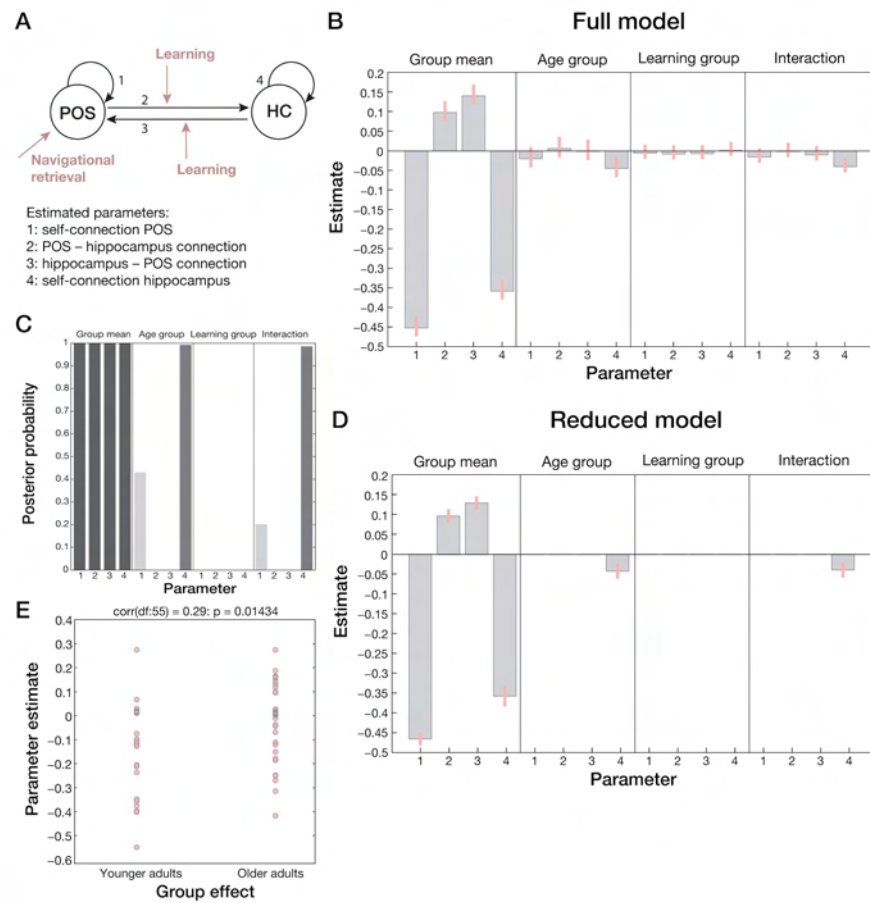 A
Learning
1
4
2
POS
HC
3
Navigational
retrieval
Learning
Estimated parameters:
1: self-connection POS
2: POS – hippocampus connection
3: hippocampus – POS connection
4: self-connection hippocampus
B
Full model
Group mean Age group Learning group Interaction
0.2
0.15
0.1
0.05
0
-0.05
-0.1
-0.15
-0.2
-0.25
-0.3
-0.35
-0.4
-0.45
-0.5
Estimate
1 2 3 4 1 2 3 4 1 2 3 4 1 2 3 4
Parameter
C
Group mean Age group Learning group Interaction
1
0.9
0.8
0.7
0.6
0.5
0.4
0.3
0.2
0.1
0
Posterior probability
1 2 3 4 1 2 3 4 1 2 3 4 1 2 3 4
Parameter
D
Reduced model
Group mean Age group Learning group Interaction
0.2
0.15
0.1
0.05
0
-0.05
-0.1
-0.15
-0.2
-0.25
-0.3
-0.35
-0.4
-0.45
-0.5
Estimate
1 2 3 4 1 2 3 4 1 2 3 4 1 2 3 4
Parameter
E
corr(df:55) = 0.29: p = 0.01434
0.4
0.3
0.2
0.1
0
-0.1
-0.2
-0.3
-0.4
-0.5
-0.6
Parameter estimate
Younger adults Older adults
Group effect